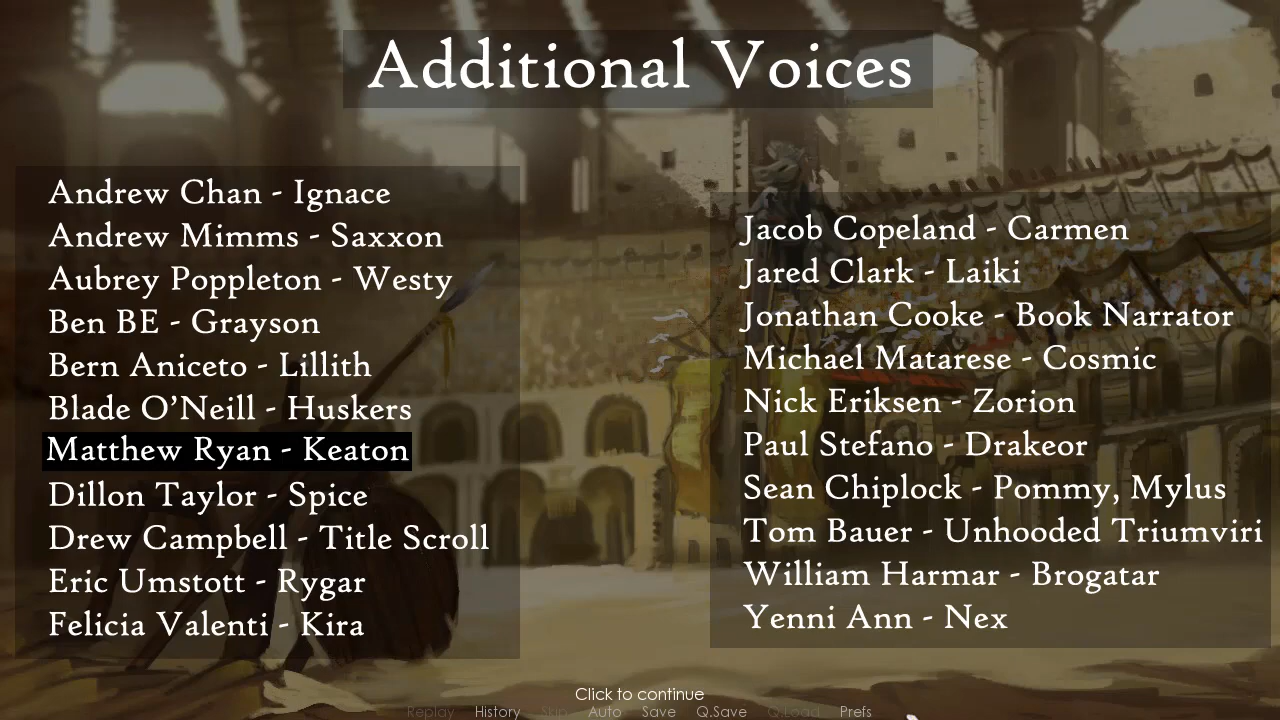 Additional Voices
Andrew Chan - Ignace
Andrew Mimms - Saxxon
Aubrey Poppleton - Westy
Ben BE - Grayson
Bern Aniceto - Lillith
Blade O'Neill - Huskers
Matthew Ryan - Keaton
Dillon Taylor - Spice
Drew Campbell - Title Scroll
Eric Umstott - Rygar
Felicia Valenti - Kira
Jacob Copeland - Carmen
Jared Clark - Laiki
Jonathan Cooke - Book Narrator
Michael Matarese - Cosmic
Nick Eriksen - Zorion
Paul Stefano - Drakeor
Sean Chiplock - Pommy, Mylus
Tom Bauer - Unhooded Triumviri
William Harmar - Brogatar
Yenni Ann - Nex
Click to continue
Replay History Skip Auto Save Q.Save Q.Load Prefs